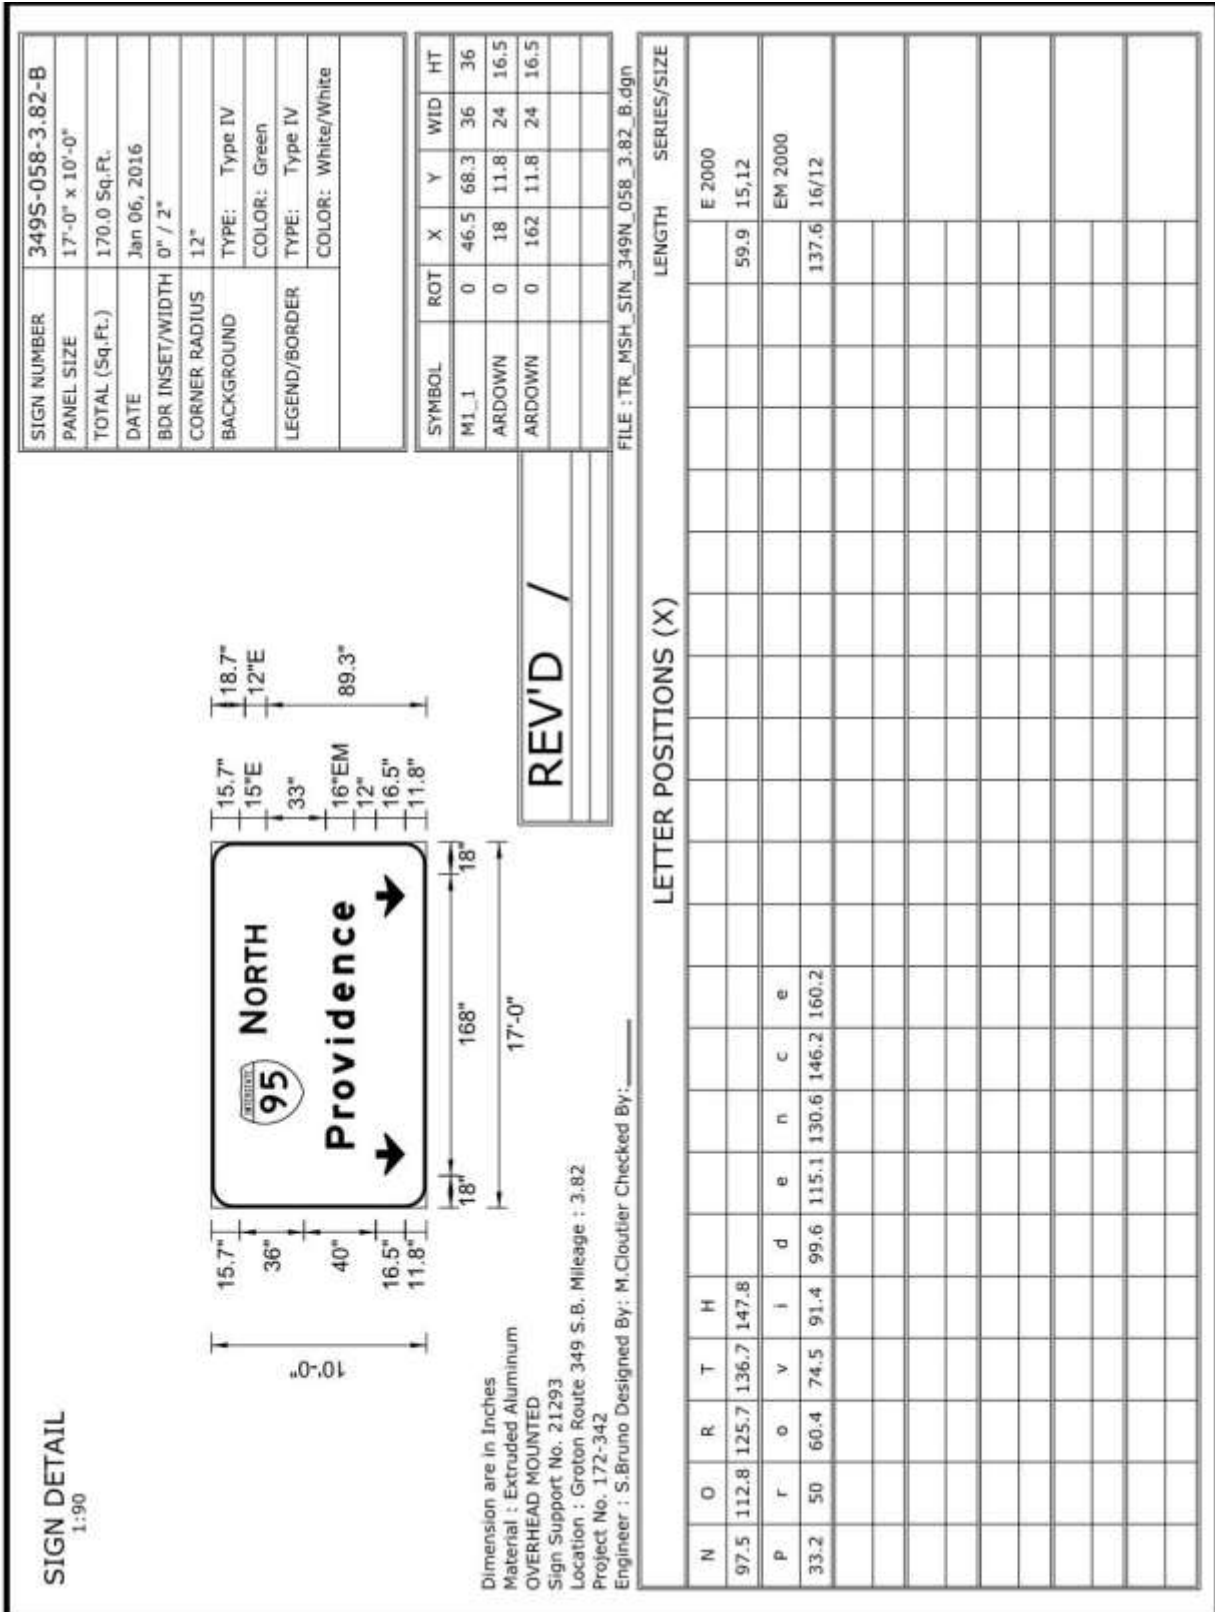 SIGN DETAIL
1:90
SIGN NUMBER 349S-058-3.82-B
PANEL SIZE 17'-0" x 10'-0"
TOTAL (Sq.Ft.) 170.0 Sq.Ft.
DATE Jan 06, 2016
BDR INSET/WIDTH 0" / 2"
CORNER RADIUS 12"
BACKGROUND TYPE: Type IV
COLOR: Green
LEGEND/BORDER TYPE: Type IV
COLOR: White/White
10'-0"
15.7"
36"
40"
16.5"
11.8"
INTERSTATE
95 NORTH
Providence
15.7"
15"E
33"
16"EM
12"
16.5"
11.8"
18.7"
12"E
89.3"
18" 168" 18"
17'-0"
SYMBOL ROT X Y WID HT
M1_1 0 46.5 68.3 36 36
ARDOWN 0 18 11.8 24 16.5
ARDOWN 0 162 11.8 24 16.5
Dimension are in Inches
Material : Extruded Aluminum
OVERHEAD MOUNTED
Sign Support No. 21293
Location : Groton Route 349 S.B. Mileage : 3.82
Project No. 172-342
Engineer : S.Bruno Designed By: M.Cloutier Checked By:
REV'D /
FILE : TR_MSH_SIN_349N_058_3.82_B.dgn
LETTER POSITIONS (X) LENGTH SERIES/SIZE
N O R T H E 2000
97.5 112.8 125.7 136.7 147.8 59.9 15,12
P r o v i d e n c e EM 2000
33.2 50 60.4 74.5 91.4 99.6 115.1 130.6 146.2 160.2 137.6 16/12